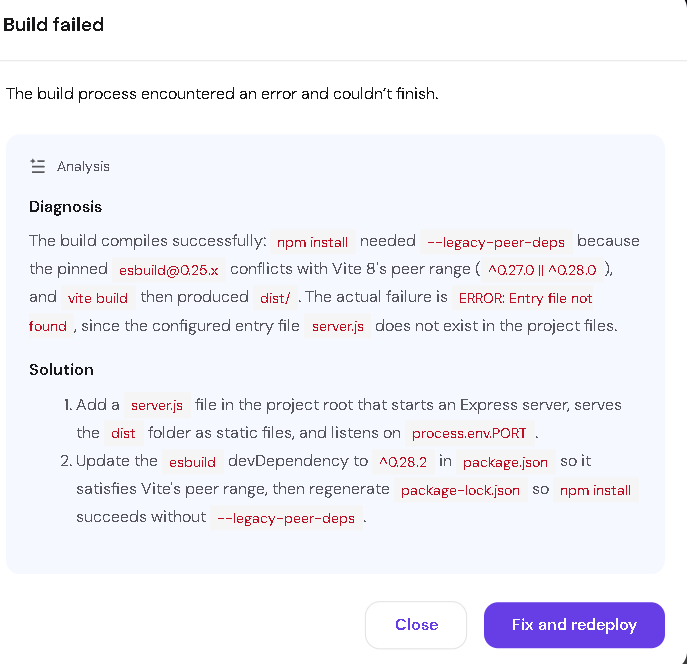 Build failed
The build process encountered an error and couldn't finish.
Analysis
Diagnosis
The build compiles successfully: npm install needed --legacy-peer-deps because
the pinned esbuild@0.25.x conflicts with Vite 8's peer range ( ^0.27.0 || ^0.28.0 ),
and vite build then produced dist/ . The actual failure is ERROR: Entry file not
found , since the configured entry file server.js does not exist in the project files.
Solution
1. Add a server.js file in the project root that starts an Express server, serves
the dist folder as static files, and listens on process.env.PORT .
2. Update the esbuild devDependency to ^0.28.2 in package.json so it
satisfies Vite's peer range, then regenerate package-lock.json so npm install
succeeds without --legacy-peer-deps .
Close Fix and redeploy